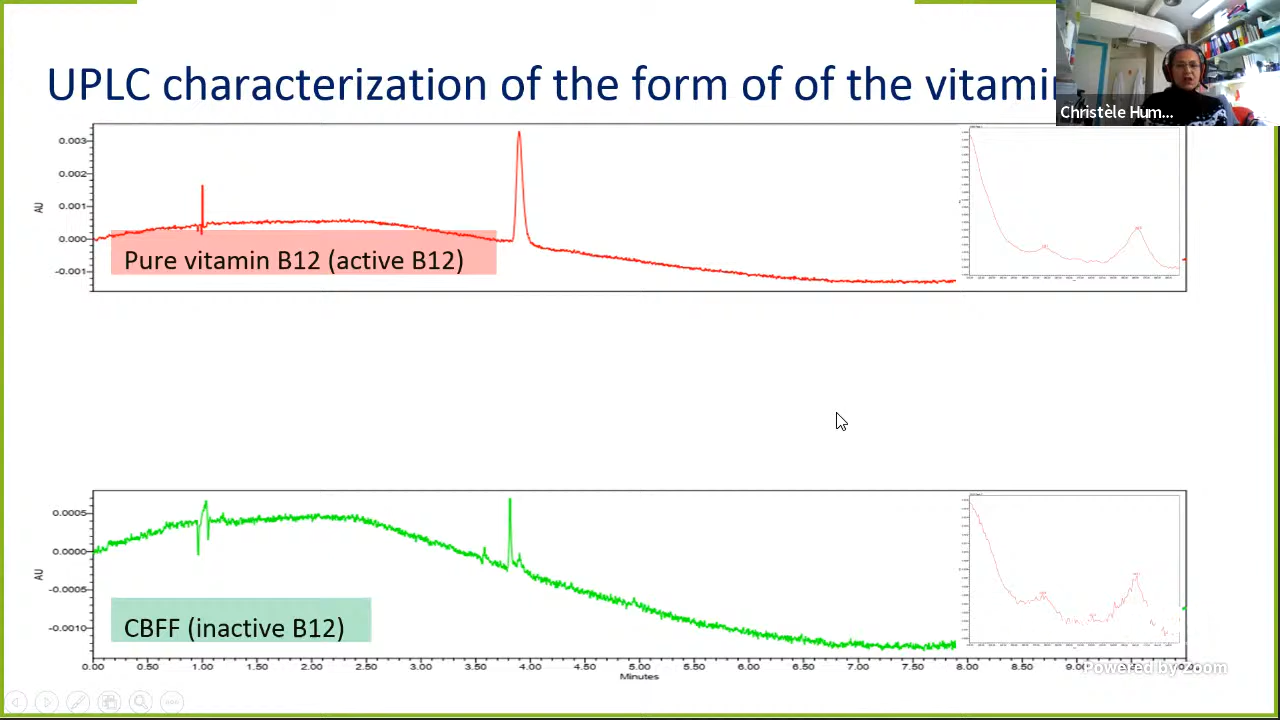 UPLC characterization of the form of of the vitamin
Christèle Hum...
0.003
0.002
0.001
0.000
-0.001
AU
Pure vitamin B12 (active B12)
0.0005
0.0000
-0.0005
-0.0010
AU
CBFF (inactive B12)
0.00 0.50 1.00 1.50 2.00 2.50 3.00 3.50 4.00 4.50 5.00 5.50 6.00 6.50 7.00 7.50 8.00 8.50 9.00
Minutes
Powered by Zoom